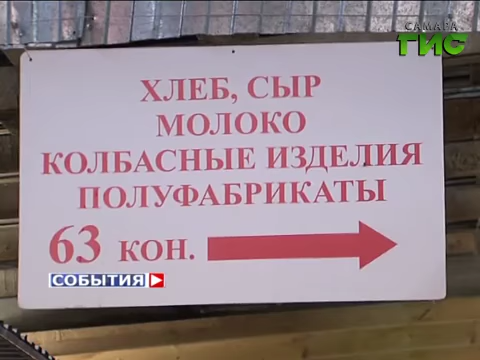 САМАРА
ГИС
ХЛЕБ, СЫР
МОЛОКО
КОЛБАСНЫЕ ИЗДЕЛИЯ
ПОЛУФАБРИКАТЫ
63 КОН.
СОБЫТИЯ